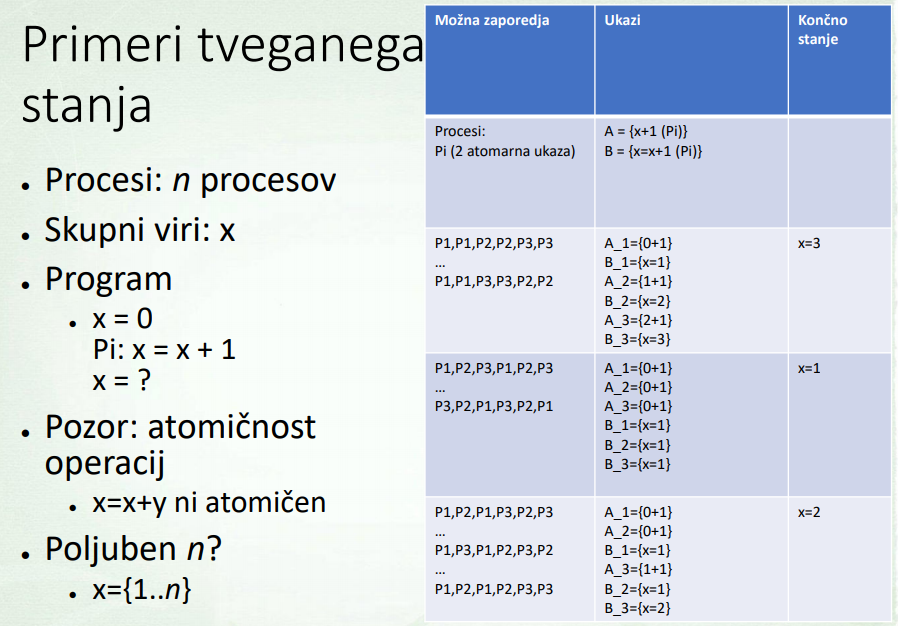 Primeri tveganega
stanja
• Procesi: n procesov
• Skupni viri: x
• Program
• x = 0
Pi: x = x + 1
x = ?
• Pozor: atomičnost
operacij
• x=x+y ni atomičen
• Poljuben n?
• x={1..n}
Možna zaporedja
Ukazi
Končno
stanje
Procesi:
Pi (2 atomarna ukaza)
A = {x+1 (Pi)}
B = {x=x+1 (Pi)}
P1,P1,P2,P2,P3,P3
...
P1,P1,P3,P3,P2,P2
A_1={0+1}
B_1={x=1}
A_2={1+1}
B_2={x=2}
A_3={2+1}
B_3={x=3}
x=3
P1,P2,P3,P1,P2,P3
...
P3,P2,P1,P3,P2,P1
A_1={0+1}
A_2={0+1}
A_3={0+1}
B_1={x=1}
B_2={x=1}
B_3={x=1}
x=1
P1,P2,P1,P3,P2,P3
...
P1,P3,P1,P2,P3,P2
...
P1,P2,P1,P2,P3,P3
A_1={0+1}
A_2={0+1}
B_1={x=1}
A_3={1+1}
B_2={x=1}
B_3={x=2}
x=2